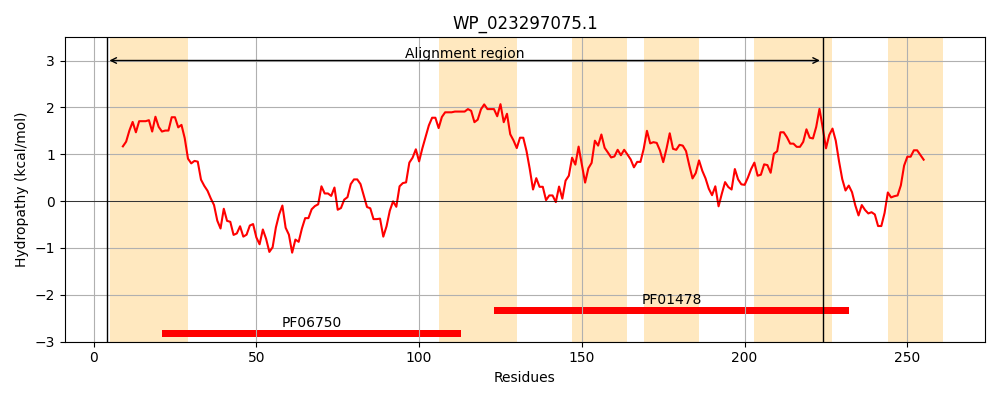 WP_023297075.1
Hydropathy (kcal/mol)
3
2
1
0
−1
−2
−3
Alignment region
PF01478
PF06750
0 50 100 150 200 250
Residues